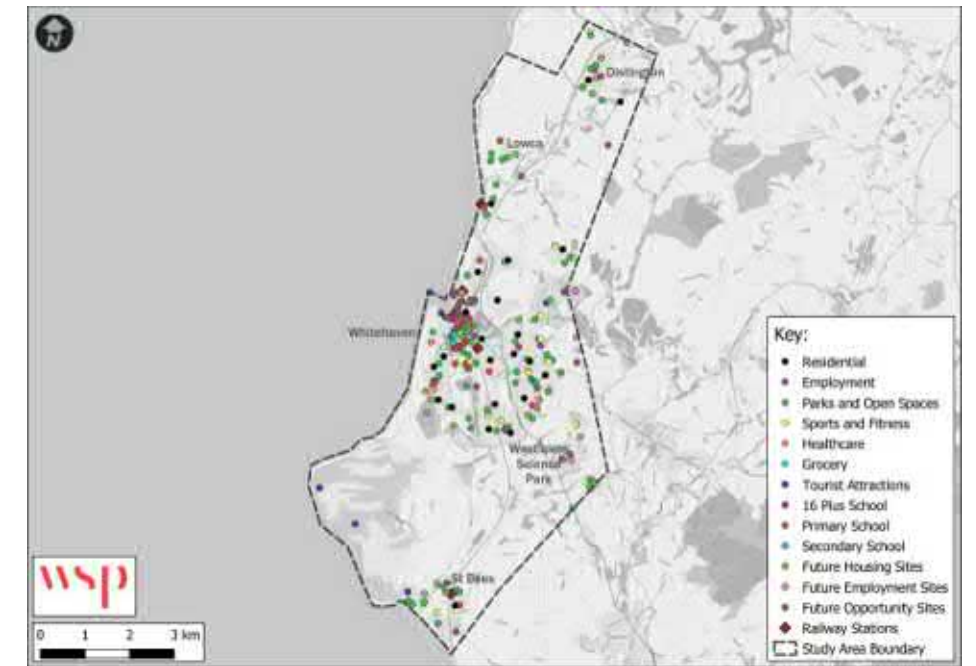 N
Distington
Lowca
Whitehaven
Westlakes
Science
Park
St Bees
Key:
Residential
Employment
Parks and Open Spaces
Sports and Fitness
Healthcare
Grocery
Tourist Attractions
16 Plus School
Primary School
Secondary School
Future Housing Sites
Future Employment Sites
Future Opportunity Sites
Railway Stations
Study Area Boundary
wsp
0 1 2 3 km